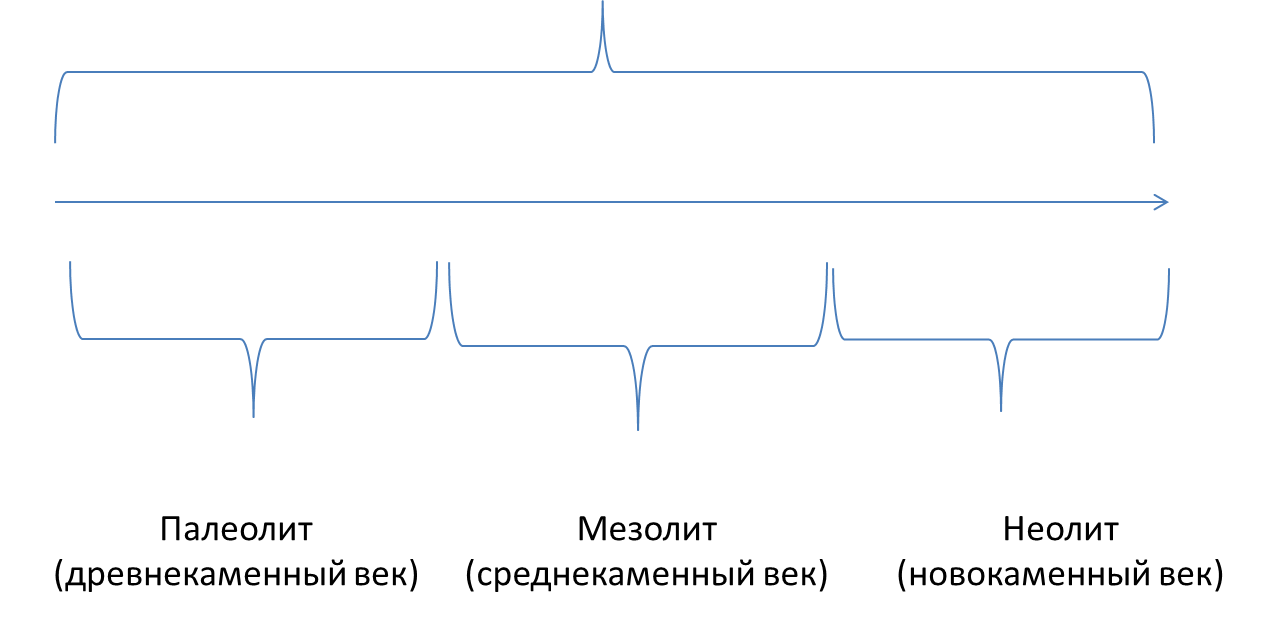 Палеолит
(древнекаменный век)
Мезолит
(среднекаменный век)
Неолит
(новокаменный век)